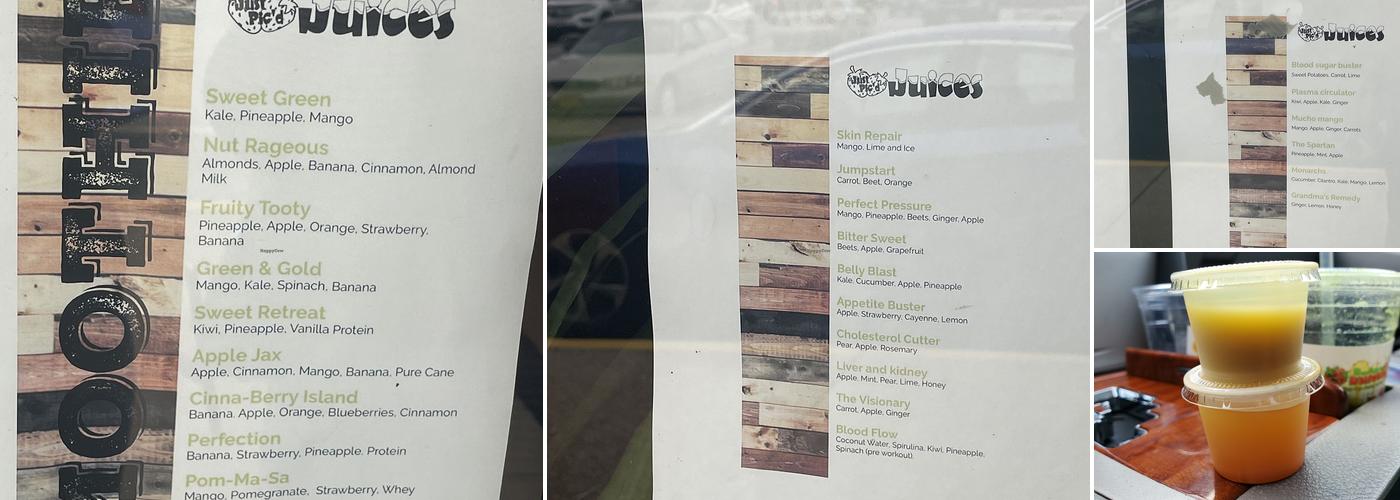 Just Pic'd Juices
Sweet Green
Kale, Pineapple, Mango
Nut Rageous
Almonds, Apple, Banana, Cinnamon, Almond
Milk
Fruity Tooty
Pineapple, Apple, Orange, Strawberry,
Banana
HappyCow
Green & Gold
Mango, Kale, Spinach, Banana
Sweet Retreat
Kiwi, Pineapple, Vanilla Protein
Apple Jax
Apple, Cinnamon, Mango, Banana, Pure Cane
Cinna-Berry Island
Banana. Apple, Orange, Blueberries, Cinnamon
Perfection
Banana, Strawberry, Pineapple. Protein
Pom-Ma-Sa
Mango, Pomegranate, Strawberry, Whey
Just Pic'd Juices
Skin Repair
Mango, Lime and Ice
Jumpstart
Carrot, Beet, Orange
Perfect Pressure
Mango, Pineapple, Beets, Ginger, Apple
Bitter Sweet
Beets, Apple, Grapefruit
HappyCow
Belly Blast
Kale, Cucumber, Apple, Pineapple
Appetite Buster
Apple, Strawberry, Cayenne, Lemon
Cholesterol Cutter
Pear, Apple, Rosemary
Liver and kidney
Apple, Mint, Pear, Lime, Honey
The Visionary
Carrot, Apple, Ginger
Blood Flow
Coconut Water, Spirulina, Kiwi, Pineapple,
Spinach (pre workout)
Just Pic'd Juices
Blood sugar buster
Sweet Potatoes, Carrot, Lime
Plasma circulator
Kiwi, Apple, Kale, Ginger
Mucho mango
Mango, Apple, Ginger, Carrots
The Spartan
Pineapple, Mint, Apple
Monarchs
Cucumber, Cilantro, Kale, Mango, Lemon
Grandma's Remedy
Ginger, Lemon, Honey